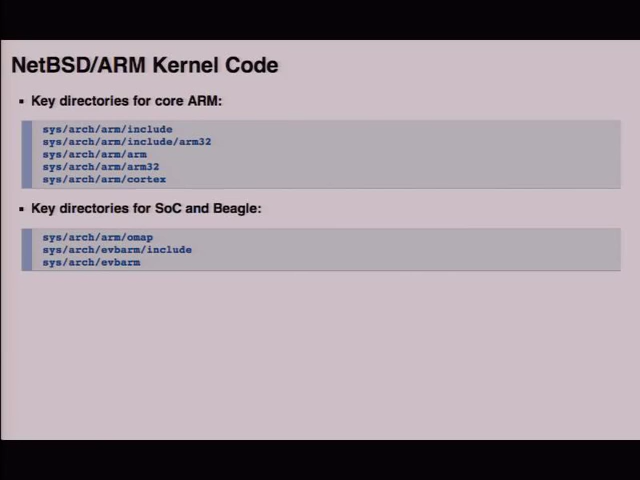 NetBSD/ARM Kernel Code
▪ Key directories for core ARM:
sys/arch/arm/include
sys/arch/arm/include/arm32
sys/arch/arm/arm
sys/arch/arm/arm32
sys/arch/arm/cortex
▪ Key directories for SoC and Beagle:
sys/arch/arm/omap
sys/arch/evbarm/include
sys/arch/evbarm